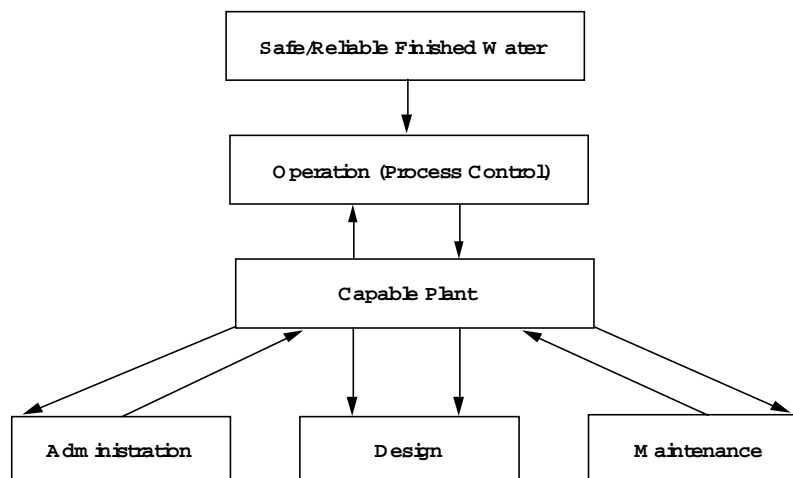 Safe/Reliable Finished Water
Operation (Process Control)
Capable Plant
Administration
Design
Maintenance